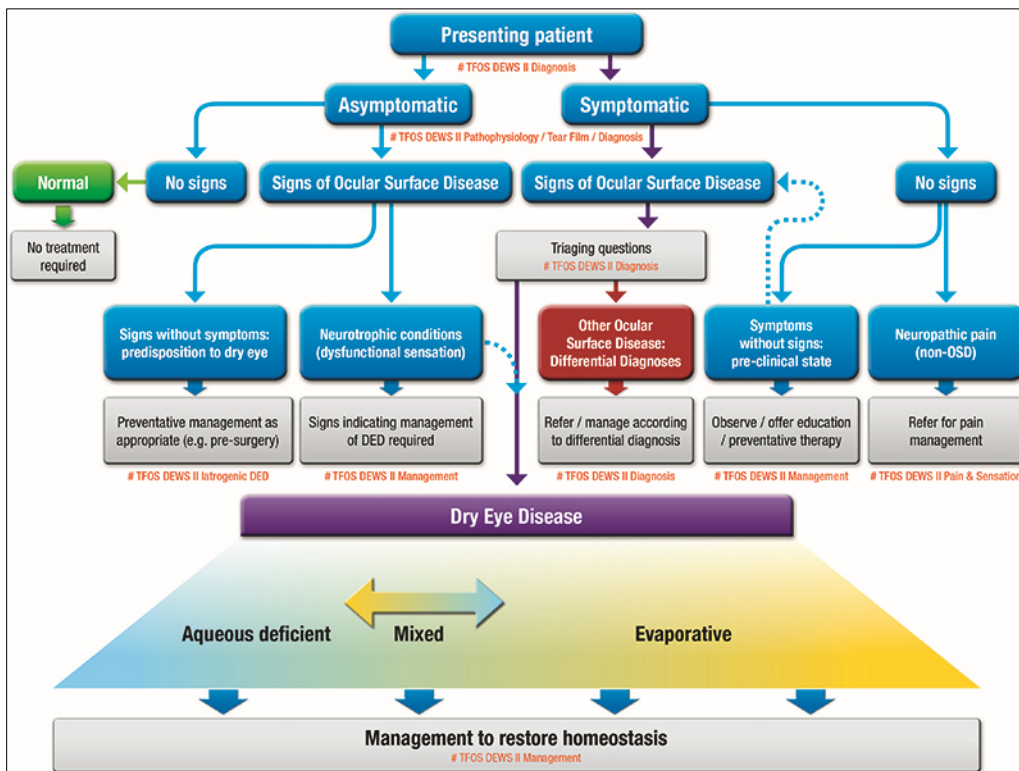 Presenting patient
# TFOS DEWS II Diagnosis
Asymptomatic
Symptomatic
# TFOS DEWS II Pathophysiology / Tear Film / Diagnosis
Normal
No signs
Signs of Ocular Surface Disease
Signs of Ocular Surface Disease
No signs
No treatment
required
Triaging questions
# TFOS DEWS II Diagnosis
Signs without symptoms:
predisposition to dry eye
Neurotrophic conditions
(dysfunctional sensation)
Other Ocular
Surface Disease:
Differential Diagnoses
Symptoms
without signs:
pre-clinical state
Neuropathic pain
(non-OSD)
Preventative management as
appropriate (e.g. pre-surgery)
# TFOS DEWS II Iatrogenic DED
Signs indicating management
of DED required
# TFOS DEWS II Management
Refer / manage according
to differential diagnosis
# TFOS DEWS II Diagnosis
Observe / offer education
/ preventative therapy
# TFOS DEWS II Management
Refer for pain
management
# TFOS DEWS II Pain & Sensation
Dry Eye Disease
Aqueous deficient
Mixed
Evaporative
Management to restore homeostasis
# TFOS DEWS II Management